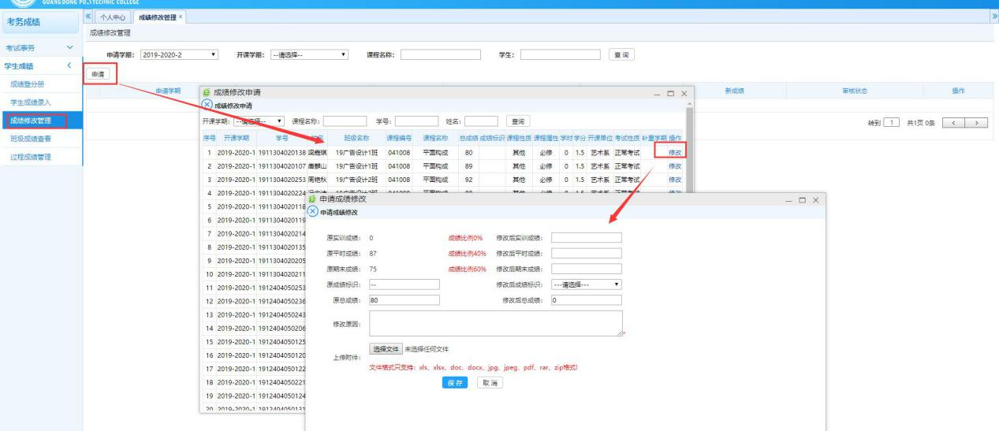 GUANGDONG POLYTECHNIC COLLEGE
考务成绩
考试事务
学生成绩
成绩登分册
学生成绩录入
成绩修改管理
班级成绩查看
过程成绩管理
个人中心 成绩修改管理 ×
成绩修改管理
申请学期： 2019-2020-2 开课学期： --请选择-- 课程名称： 学生： 查 询
申请
申请学期 新成绩 审核状态 操作
转到 1 共1页 0条 < >
成绩修改申请
成绩修改申请
开课学期： --请选择-- 课程名称： 学号： 姓名： 查询
序号 开课学期 学号 姓名 班级名称 课程编号 课程名称 总成绩 成绩标识 课程性质 课程属性 学时 学分 开课单位 考试性质 补重学期 操作
1 2019-2020-1 1911304020138 梁嘉琪 19广告设计1班 041008 平面构成 80 其他 必修 0 1.5 艺术系 正常考试 修改
2 2019-2020-1 1911304020107 唐麒山 19广告设计1班 041008 平面构成 89 其他 必修 0 1.5 艺术系 正常考试 修改
3 2019-2020-1 1911304020253 周艳秋 19广告设计2班 041008 平面构成 92 其他 必修 0 1.5 艺术系 正常考试 修改
4 2019-2020-1 1911304020224
5 2019-2020-1 1911304020118
6 2019-2020-1 1911304020119
7 2019-2020-1 1911304020214
8 2019-2020-1 1911304020135
9 2019-2020-1 1911304020205
10 2019-2020-1 1911304020211
11 2019-2020-1 1912404050253
12 2019-2020-1 1912404050236
13 2019-2020-1 1912404050243
14 2019-2020-1 1912404050206
15 2019-2020-1 1912404050125
16 2019-2020-1 1912404050120
17 2019-2020-1 1912404050122
18 2019-2020-1 1912404050221
19 2019-2020-1 1912404050124
20 2019-2020-1 1912404050131
申请成绩修改
申请成绩修改
原实训成绩： 0 成绩比例0% 修改后实训成绩：
原平时成绩： 87 成绩比例40% 修改后平时成绩：
原期末成绩： 75 成绩比例60% 修改后期末成绩：
原成绩标识： -- 修改后成绩标识： ---请选择---
原总成绩： 80 修改后总成绩： 0
修改原因： *
上传附件： 选择文件 未选择任何文件
文件格式只支持：xls、xlsx、doc、docx、jpg、jpeg、pdf、rar、zip格式!
保 存 取 消